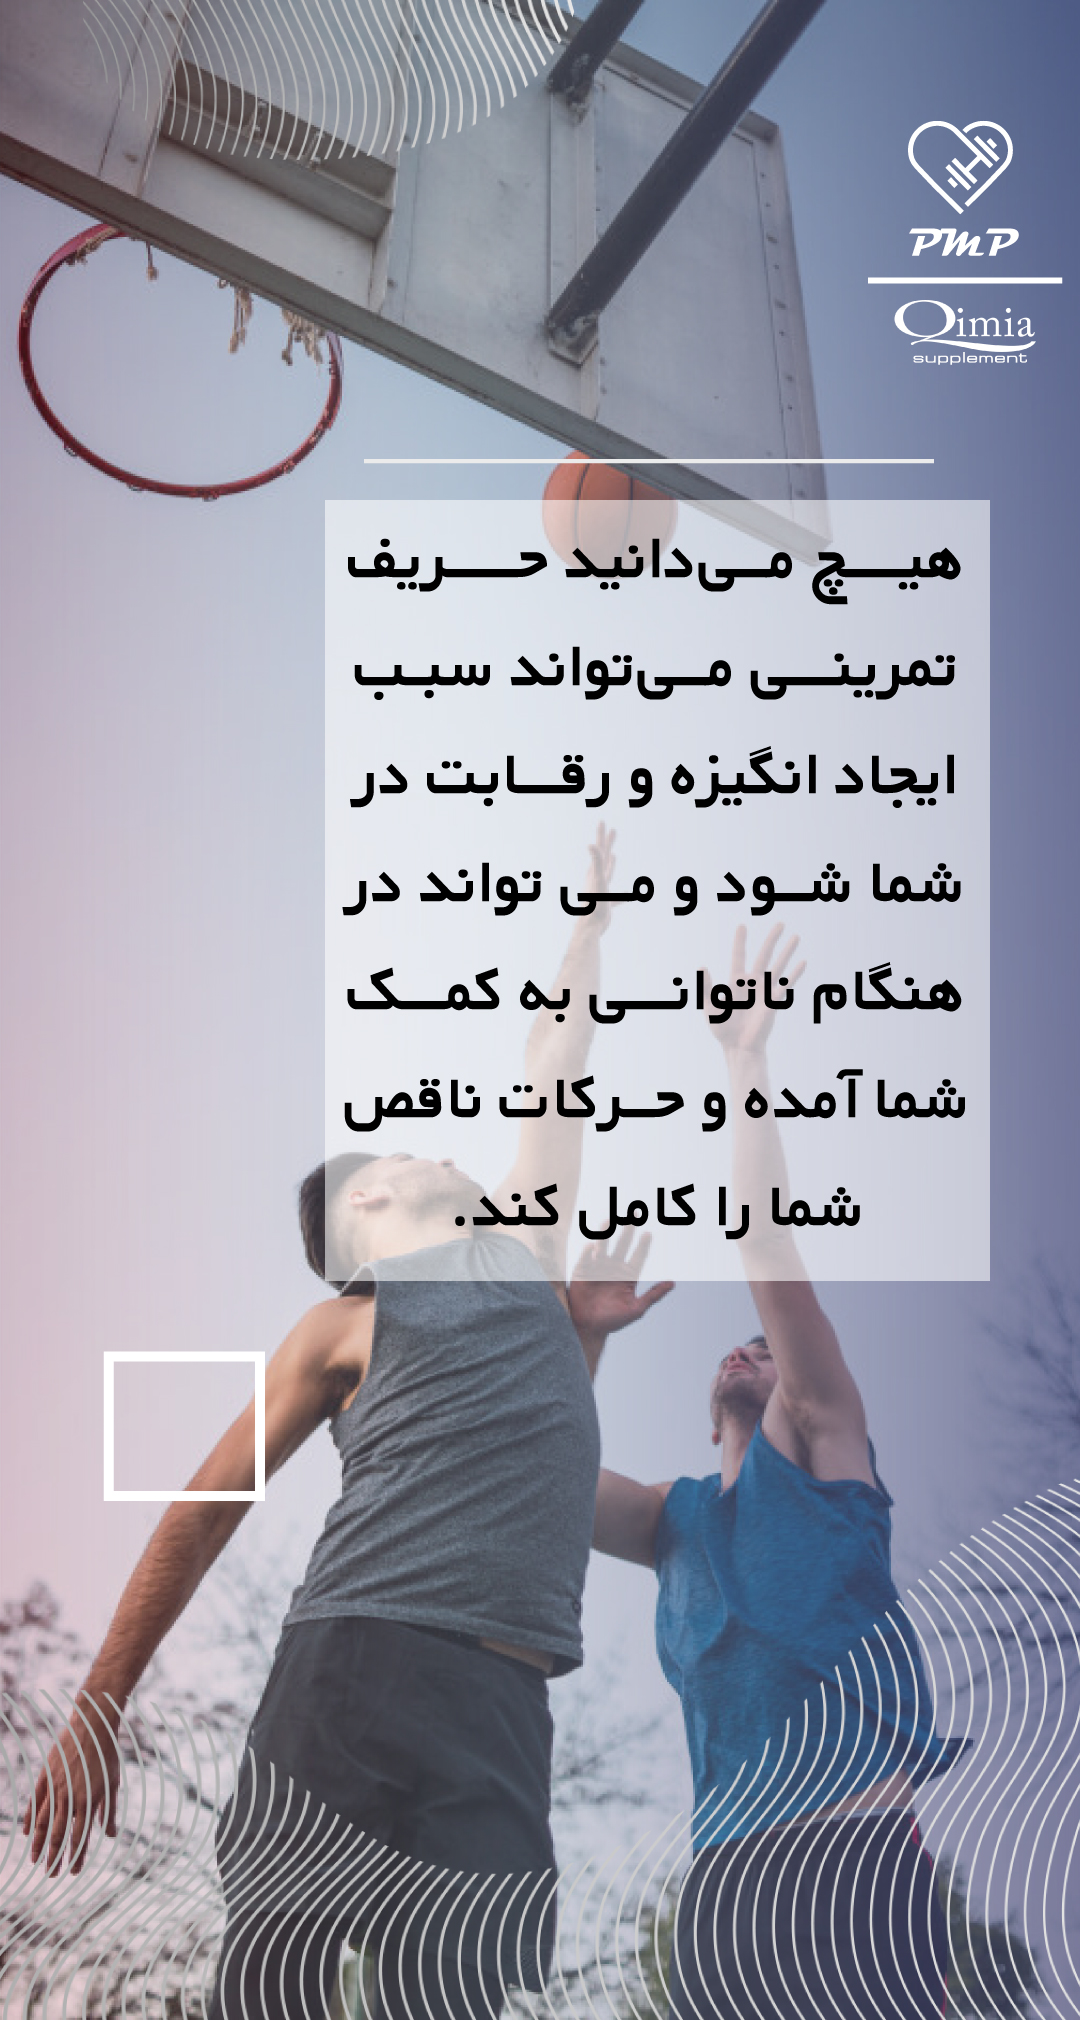 PMP
Qimia
supplement
هیچ می‌دانید حریف
تمرینی می‌تواند سبب
ایجاد انگیزه و رقابت در
شما شود و می تواند در
هنگام ناتوانی به کمک
شما آمده و حرکات ناقص
شما را کامل کند.